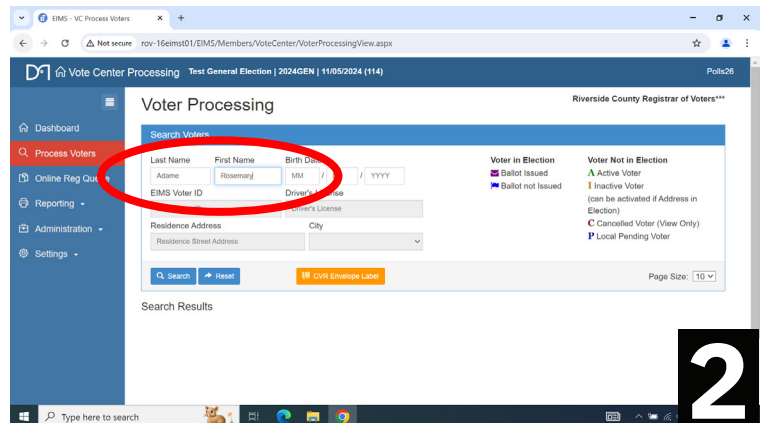 EIMS - VC Process Voters
Not secure rov-16eimst01/EIMS/Members/VoteCenter/VoterProcessingView.aspx
Vote Center Processing Test General Election | 2024GEN | 11/05/2024 (114) Polls26
Voter Processing
Riverside County Registrar of Voters***
Dashboard
Process Voters
Online Reg Queue
Reporting
Administration
Settings
Search Voters
Last Name First Name Birth Date
Adame Rosemary MM / / YYYY
EIMS Voter ID Driver's License
Driver's License
Residence Address City
Residence Street Address
Search Reset CVR Envelope Label
Voter in Election
Ballot Issued
Ballot not Issued
Voter Not in Election
A Active Voter
I Inactive Voter
(can be activated if Address in
Election)
C Cancelled Voter (View Only)
P Local Pending Voter
Page Size: 10
Search Results
Type here to search
2